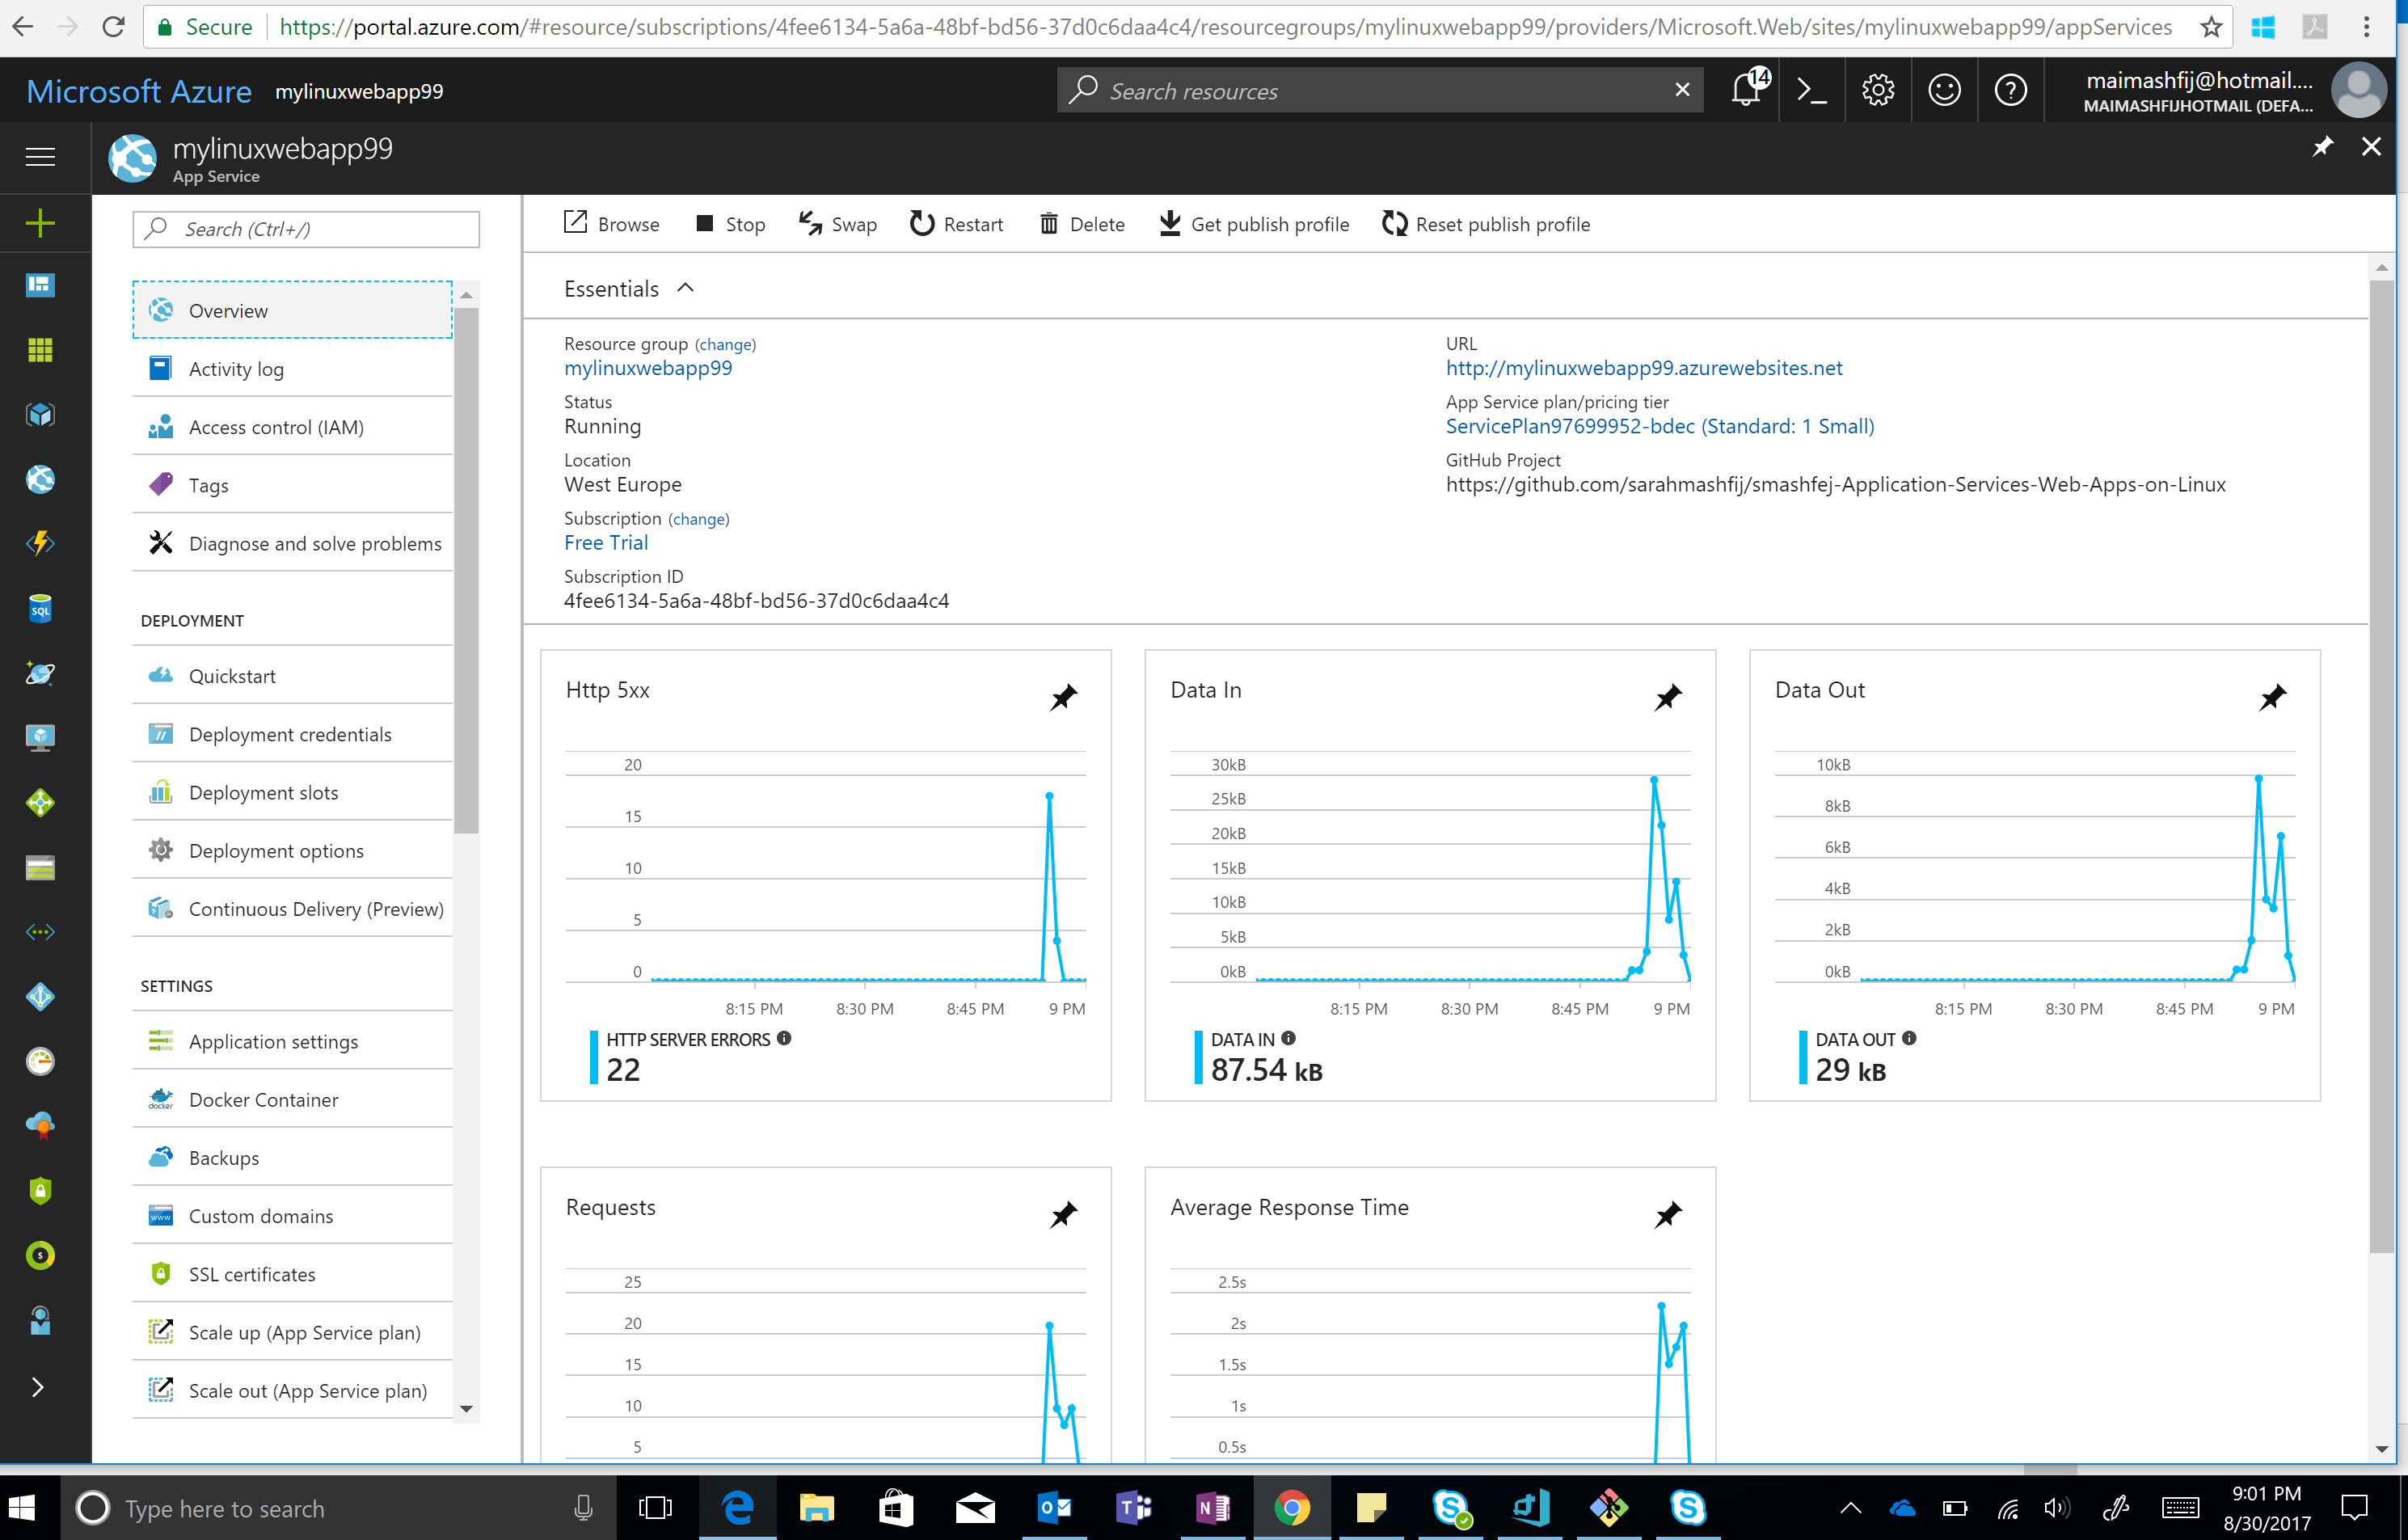 Secure
https://portal.azure.com/#resource/subscriptions/4fee6134-5a6a-48bf-bd56-37d0c6daa4c4/resourcegroups/mylinuxwebapp99/providers/Microsoft.Web/sites/mylinuxwebapp99/appServices
Microsoft Azure mylinuxwebapp99
Search resources
14
maimashfij@hotmail....
MAIMASHFIJHOTMAIL (DEFA...
mylinuxwebapp99
App Service
Search (Ctrl+/)
Overview
Activity log
Access control (IAM)
Tags
Diagnose and solve problems
DEPLOYMENT
Quickstart
Deployment credentials
Deployment slots
Deployment options
Continuous Delivery (Preview)
SETTINGS
Application settings
Docker Container
Backups
Custom domains
SSL certificates
Scale up (App Service plan)
Scale out (App Service plan)
SQL
docker
www
Browse Stop Swap Restart Delete Get publish profile Reset publish profile
Essentials
Resource group (change)
mylinuxwebapp99
Status
Running
Location
West Europe
Subscription (change)
Free Trial
Subscription ID
4fee6134-5a6a-48bf-bd56-37d0c6daa4c4
URL
http://mylinuxwebapp99.azurewebsites.net
App Service plan/pricing tier
ServicePlan97699952-bdec (Standard: 1 Small)
GitHub Project
https://github.com/sarahmashfij/smashfej-Application-Services-Web-Apps-on-Linux
Http 5xx
20
15
10
5
0
8:15 PM 8:30 PM 8:45 PM 9 PM
HTTP SERVER ERRORS
22
Data In
30kB
25kB
20kB
15kB
10kB
5kB
0kB
8:15 PM 8:30 PM 8:45 PM 9 PM
DATA IN
87.54 kB
Data Out
10kB
8kB
6kB
4kB
2kB
0kB
8:15 PM 8:30 PM 8:45 PM 9 PM
DATA OUT
29 kB
Requests
25
20
15
10
5
Average Response Time
2.5s
2s
1.5s
1s
0.5s
Type here to search
9:01 PM
8/30/2017